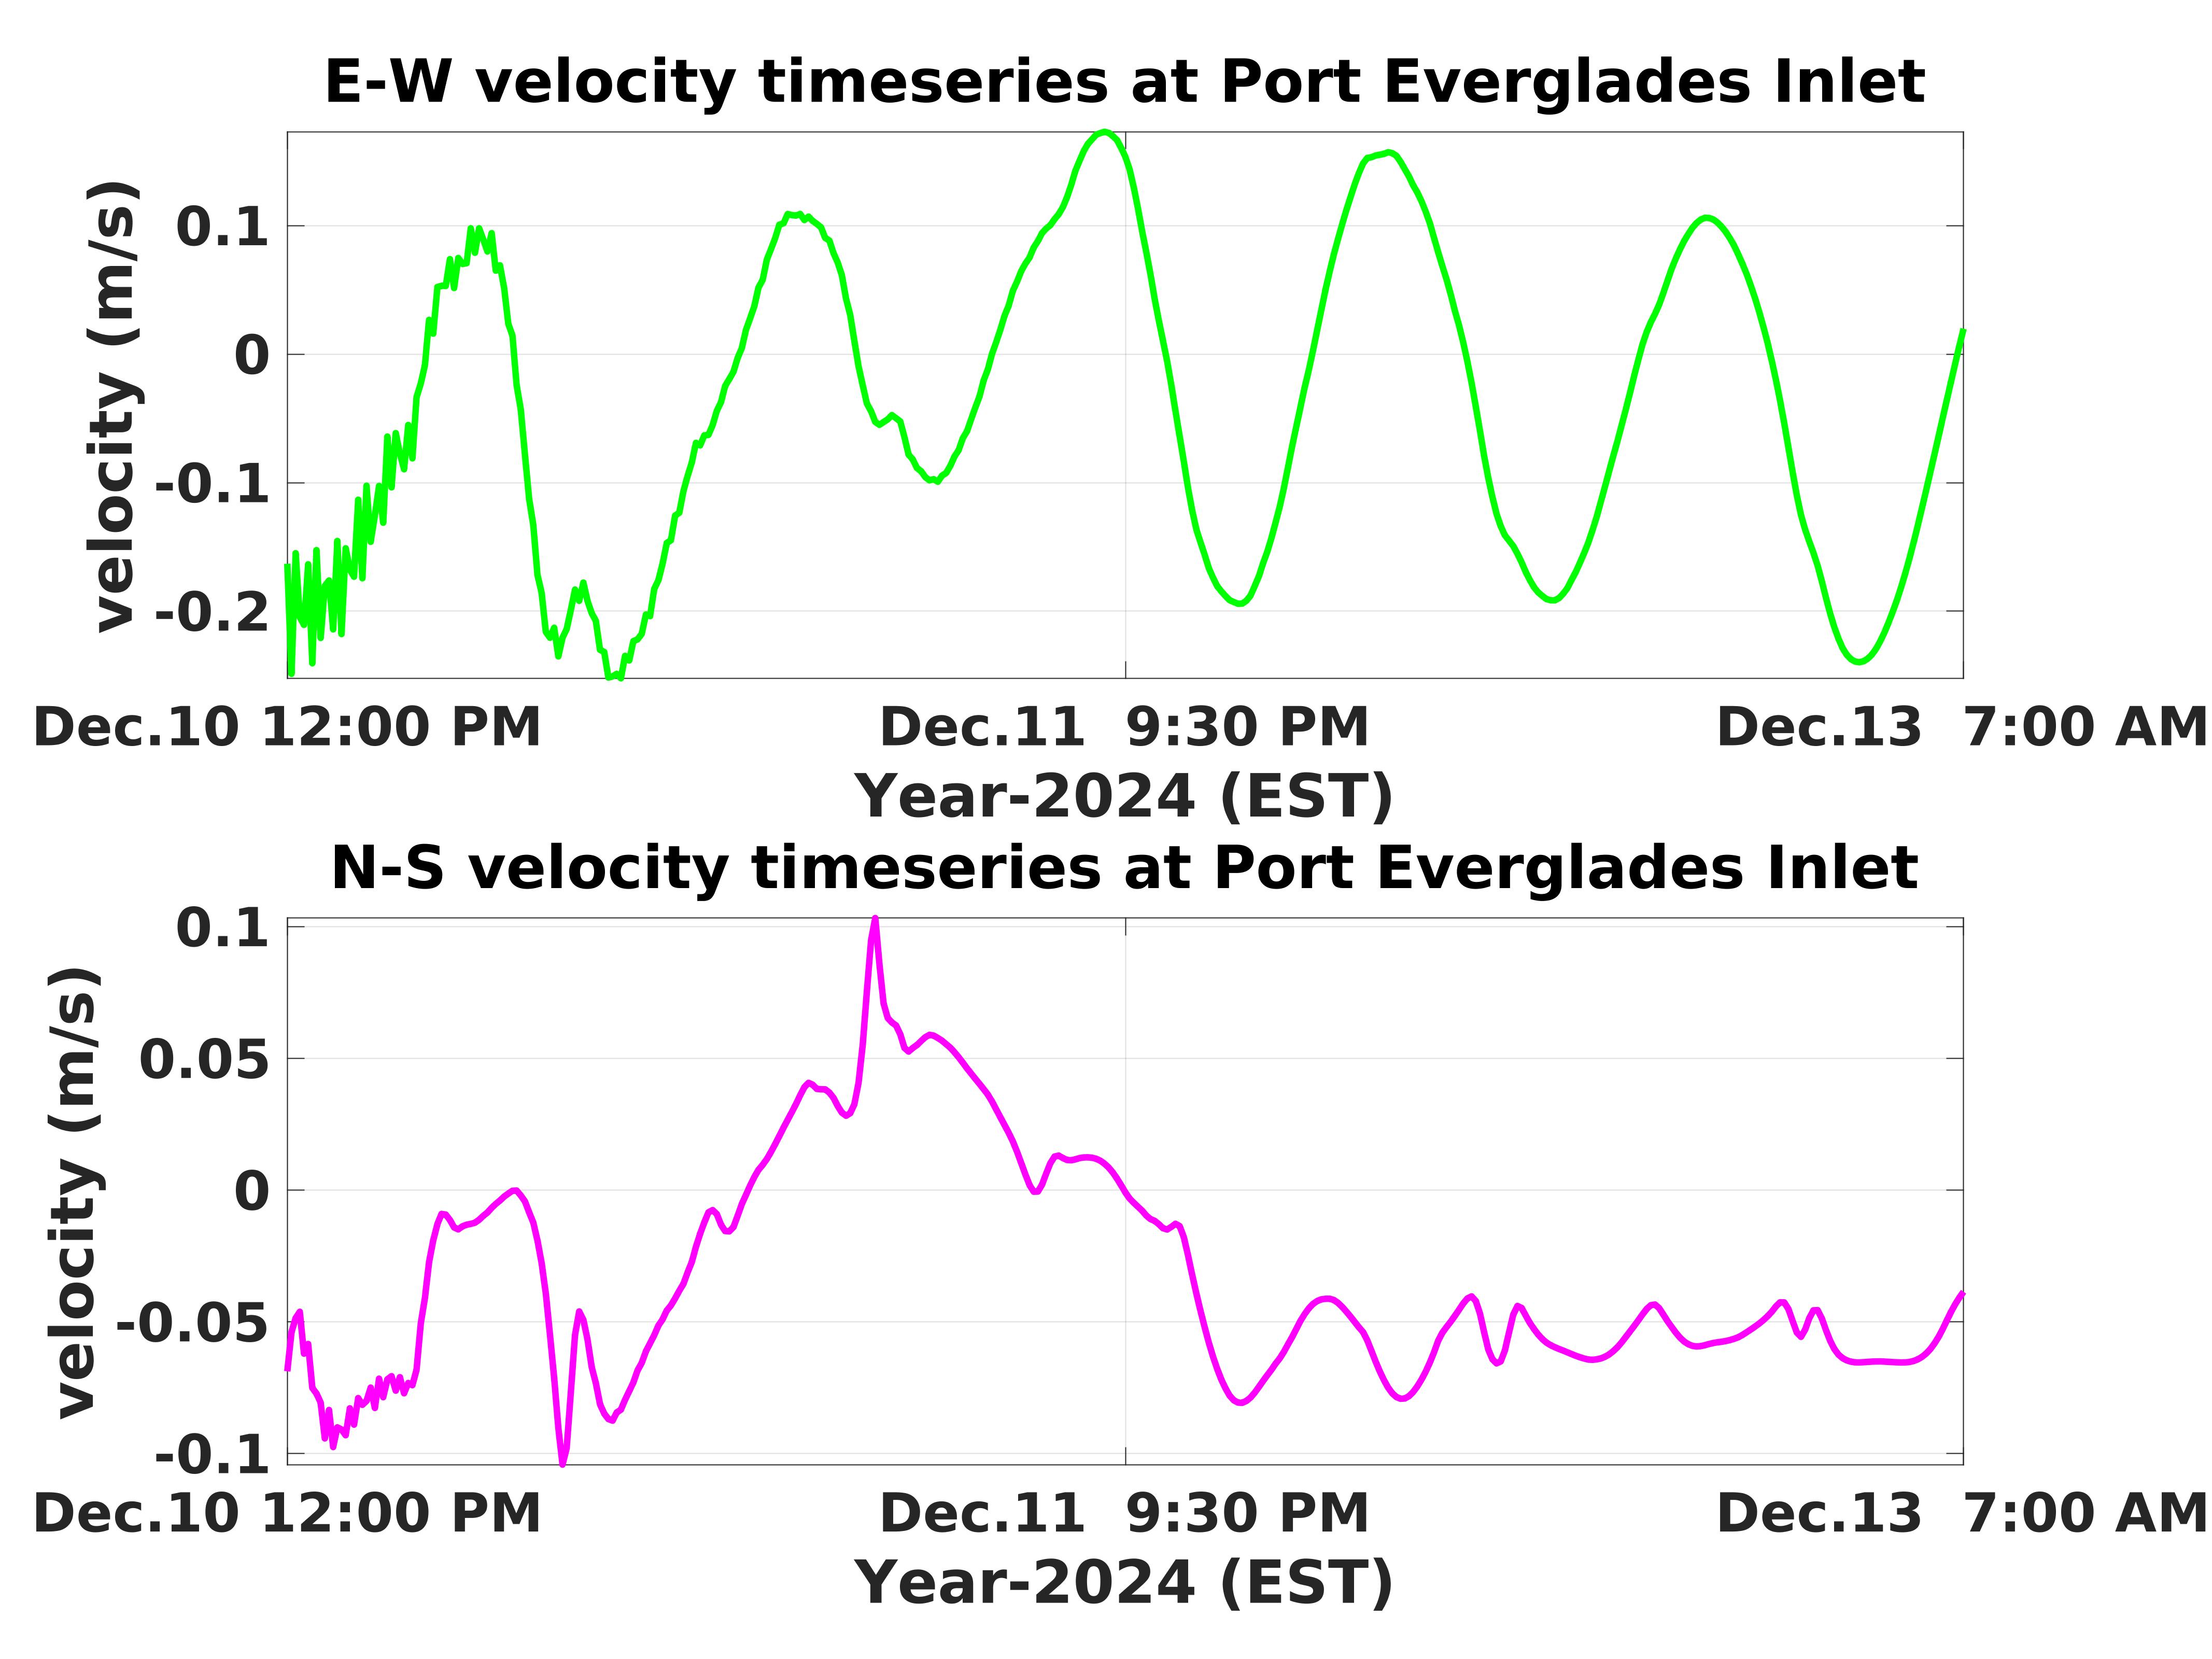 E-W velocity timeseries at Port Everglades Inlet
velocity (m/s)
0.1
0
-0.1
-0.2
Dec.10 12:00 PM
Dec.11 9:30 PM
Dec.13 7:00 AM
Year-2024 (EST)
N-S velocity timeseries at Port Everglades Inlet
velocity (m/s)
0.1
0.05
0
-0.05
-0.1
Dec.10 12:00 PM
Dec.11 9:30 PM
Dec.13 7:00 AM
Year-2024 (EST)